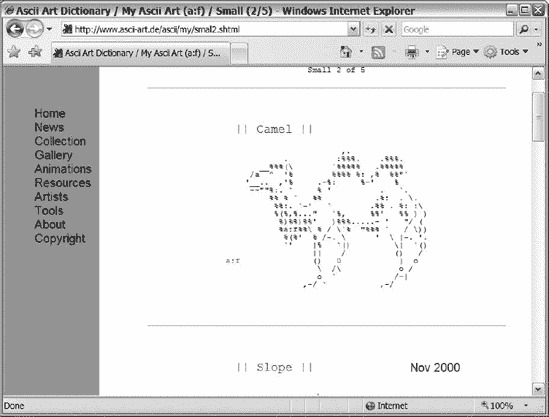 Ascii Art Dictionary / My Ascii Art (a:f) / Small (2/5) - Windows Internet Explorer
http://www.ascii-art.de/ascii/my/small2.shtml
Google
Ascii Art Dictionary / My Ascii Art (a:f) / S...
Page
Tools
Small 2 of 5
Home
News
Collection
Gallery
Animations
Resources
Artists
Tools
About
Copyright
|| Camel ||
a:f
|| Slope ||
Nov 2000
Done
Internet
100%